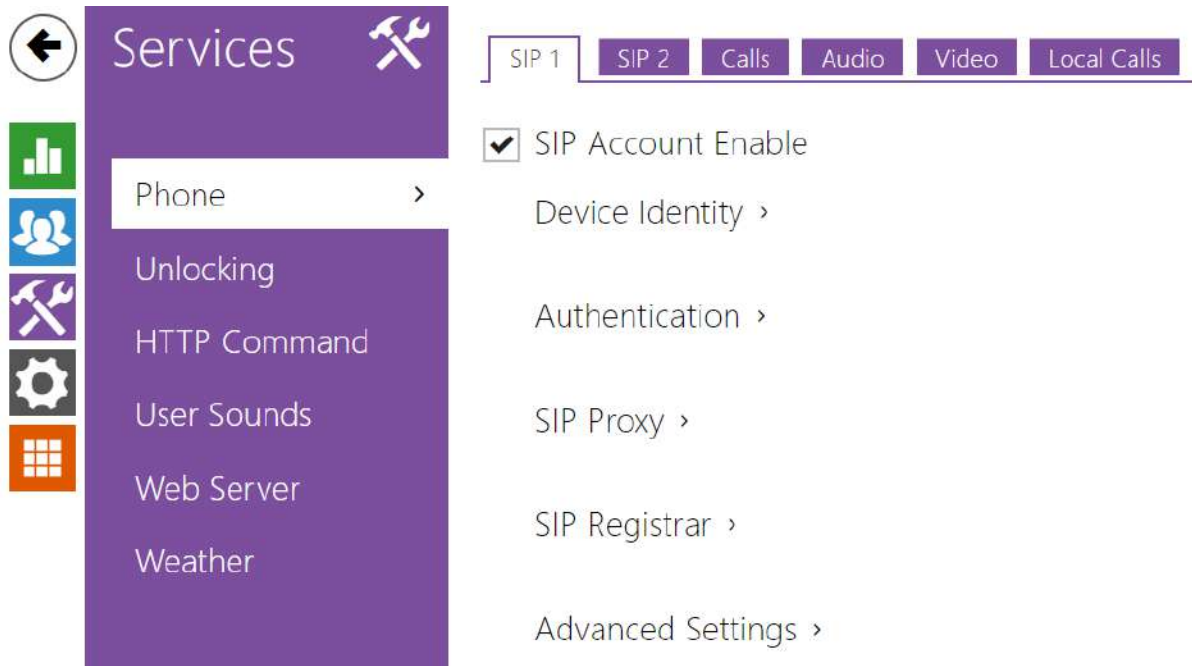 Services
Phone
Unlocking
HTTP Command
User Sounds
Web Server
Weather
SIP 1
SIP 2
Calls
Audio
Video
Local Calls
SIP Account Enable
Device Identity
Authentication
SIP Proxy
SIP Registrar
Advanced Settings